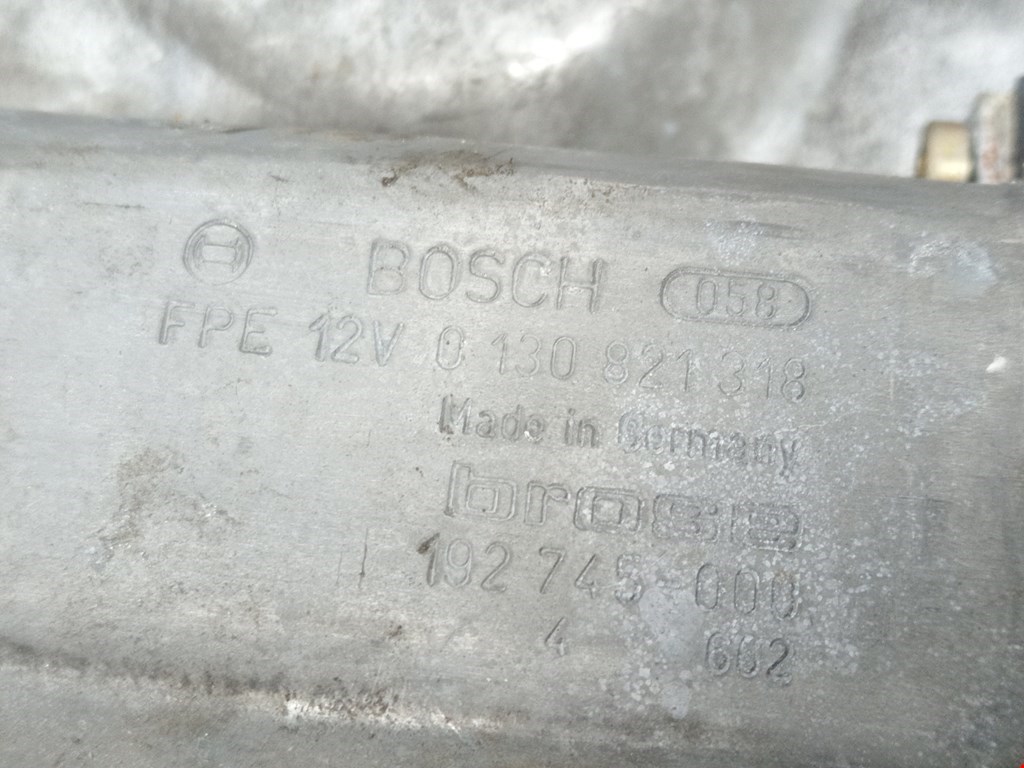 BOSCH 058
FPE 12V 0 130 821 318
Made in Germany
brose
192 745-000
4 662